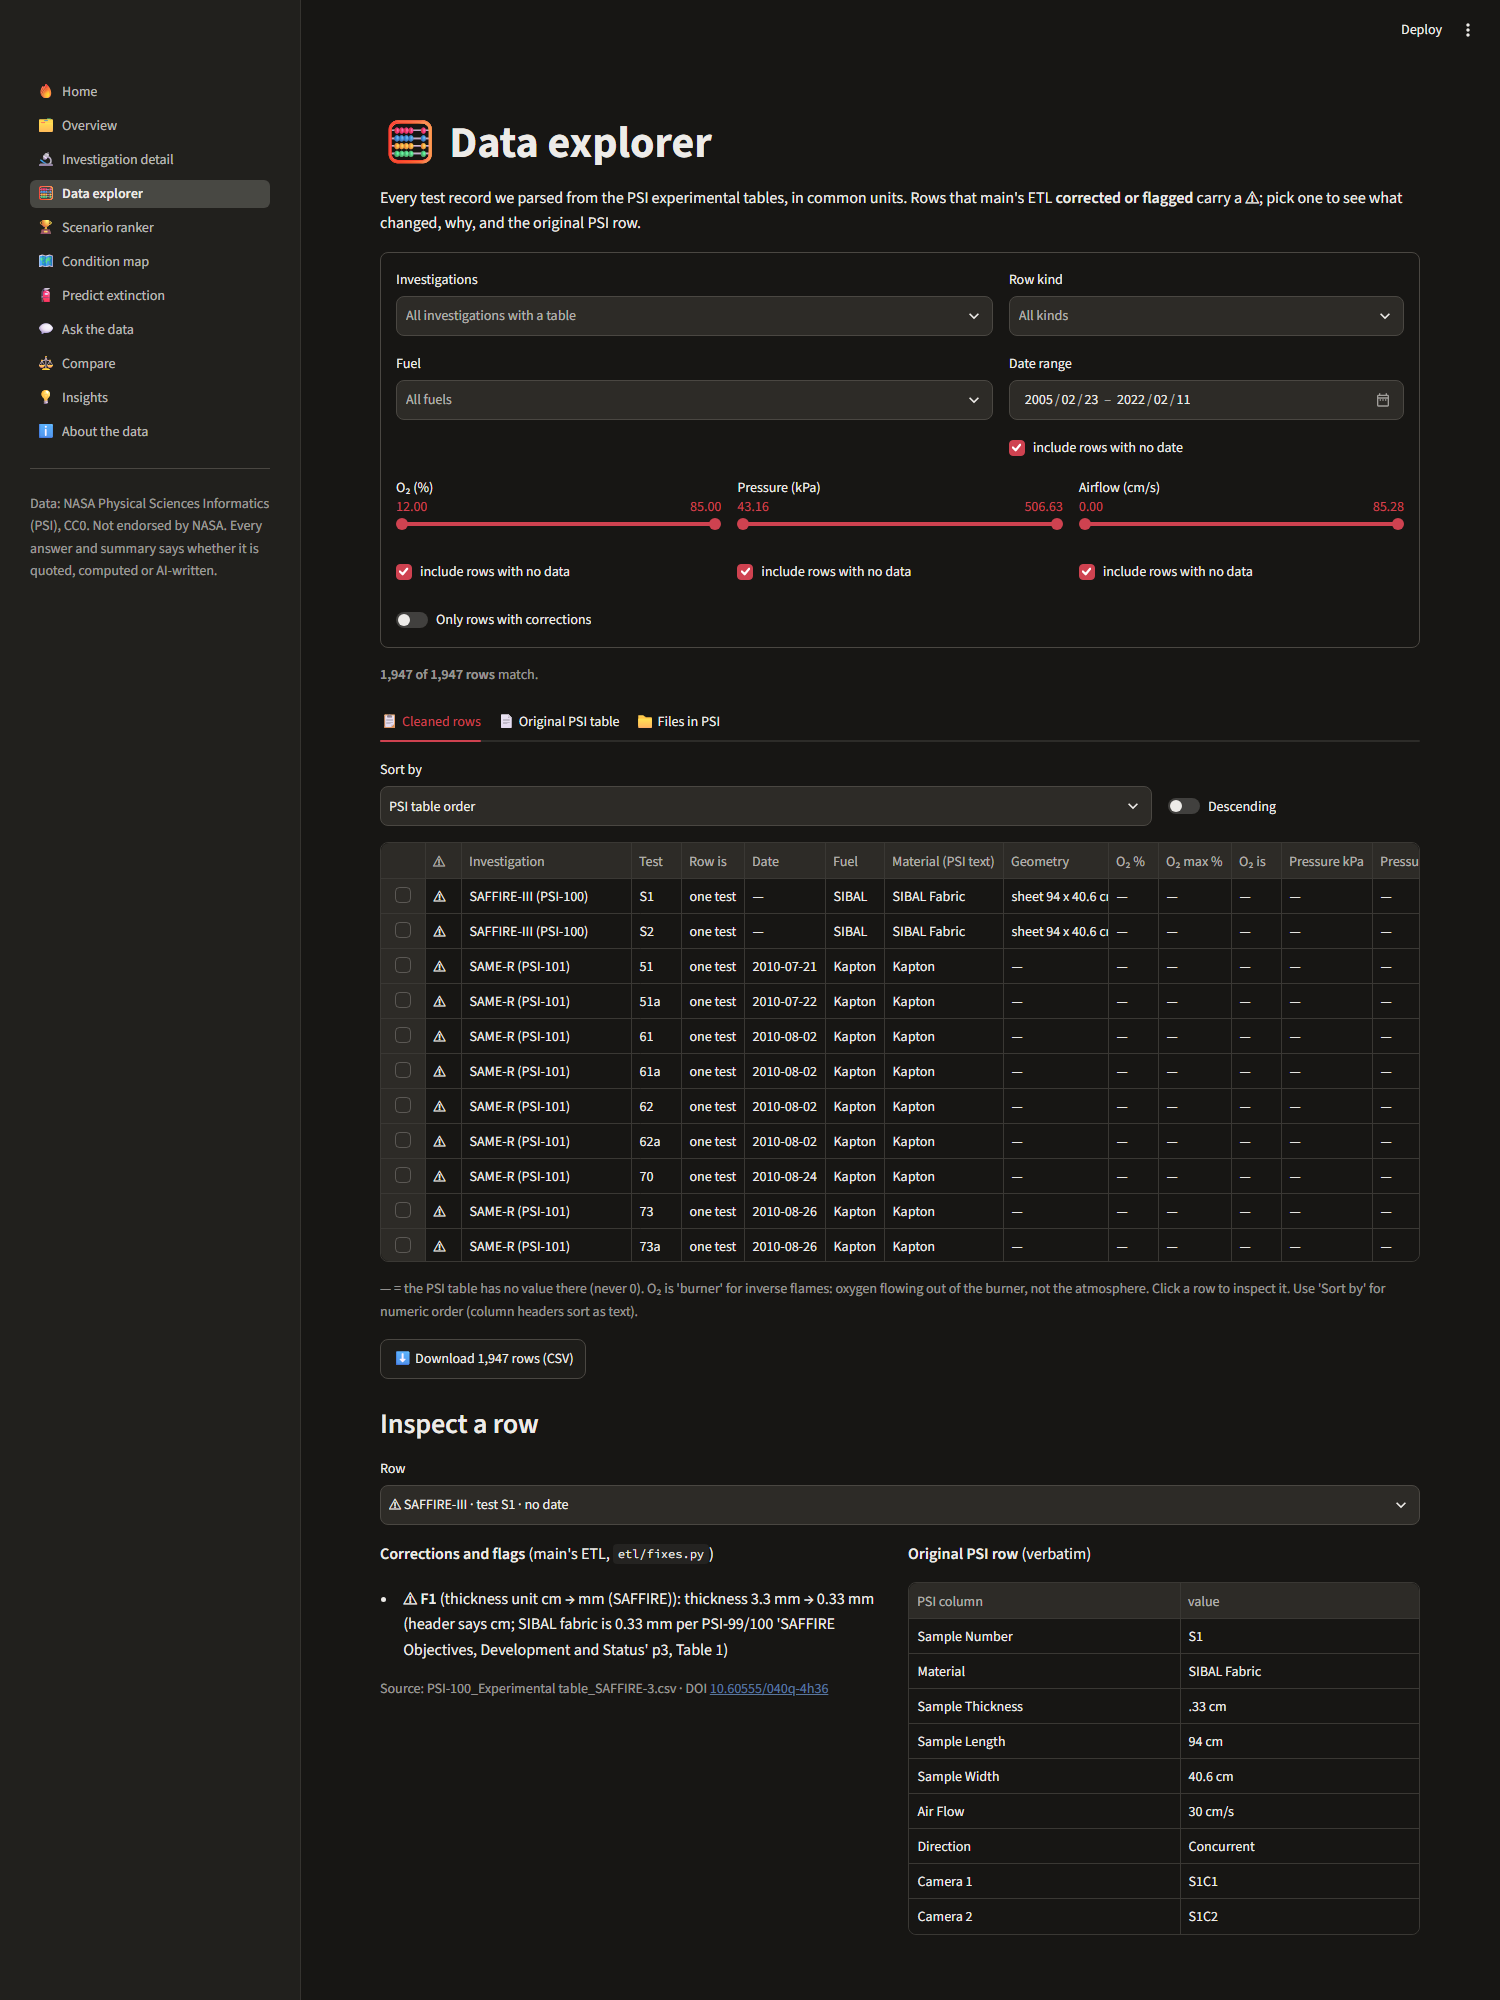 Deploy
Home
Overview
Investigation detail
Data explorer
Scenario ranker
Condition map
Predict extinction
Ask the data
Compare
Insights
About the data
Data: NASA Physical Sciences Informatics
(PSI), CC0. Not endorsed by NASA. Every
answer and summary says whether it is
quoted, computed or AI-written.
Data explorer
Every test record we parsed from the PSI experimental tables, in common units. Rows that main's ETL corrected or flagged carry a ⚠; pick one to see what
changed, why, and the original PSI row.
Investigations Row kind
All investigations with a table All kinds
Fuel Date range
All fuels 2005/02/23 – 2022/02/11
include rows with no date
O₂ (%) Pressure (kPa) Airflow (cm/s)
12.00 85.00 43.16 506.63 0.00 85.28
include rows with no data include rows with no data include rows with no data
Only rows with corrections
1,947 of 1,947 rows match.
Cleaned rows Original PSI table Files in PSI
Sort by
PSI table order Descending
⚠ Investigation Test Row is Date Fuel Material (PSI text) Geometry O₂ % O₂ max % O₂ is Pressure kPa Pressu
⚠ SAFFIRE-III (PSI-100) S1 one test — SIBAL SIBAL Fabric sheet 94 x 40.6 c — — — — —
⚠ SAFFIRE-III (PSI-100) S2 one test — SIBAL SIBAL Fabric sheet 94 x 40.6 c — — — — —
⚠ SAME-R (PSI-101) 51 one test 2010-07-21 Kapton Kapton — — — — — —
⚠ SAME-R (PSI-101) 51a one test 2010-07-22 Kapton Kapton — — — — — —
⚠ SAME-R (PSI-101) 61 one test 2010-08-02 Kapton Kapton — — — — — —
⚠ SAME-R (PSI-101) 61a one test 2010-08-02 Kapton Kapton — — — — — —
⚠ SAME-R (PSI-101) 62 one test 2010-08-02 Kapton Kapton — — — — — —
⚠ SAME-R (PSI-101) 62a one test 2010-08-02 Kapton Kapton — — — — — —
⚠ SAME-R (PSI-101) 70 one test 2010-08-24 Kapton Kapton — — — — — —
⚠ SAME-R (PSI-101) 73 one test 2010-08-26 Kapton Kapton — — — — — —
⚠ SAME-R (PSI-101) 73a one test 2010-08-26 Kapton Kapton — — — — — —
— = the PSI table has no value there (never 0). O₂ is 'burner' for inverse flames: oxygen flowing out of the burner, not the atmosphere. Click a row to inspect it. Use 'Sort by' for
numeric order (column headers sort as text).
Download 1,947 rows (CSV)
Inspect a row
Row
⚠ SAFFIRE-III · test S1 · no date
Corrections and flags (main's ETL, etl/fixes.py)
• ⚠ F1 (thickness unit cm → mm (SAFFIRE)): thickness 3.3 mm → 0.33 mm
(header says cm; SIBAL fabric is 0.33 mm per PSI-99/100 'SAFFIRE
Objectives, Development and Status' p3, Table 1)
Source: PSI-100_Experimental table_SAFFIRE-3.csv · DOI 10.60555/040q-4h36
Original PSI row (verbatim)
PSI column value
Sample Number S1
Material SIBAL Fabric
Sample Thickness .33 cm
Sample Length 94 cm
Sample Width 40.6 cm
Air Flow 30 cm/s
Direction Concurrent
Camera 1 S1C1
Camera 2 S1C2